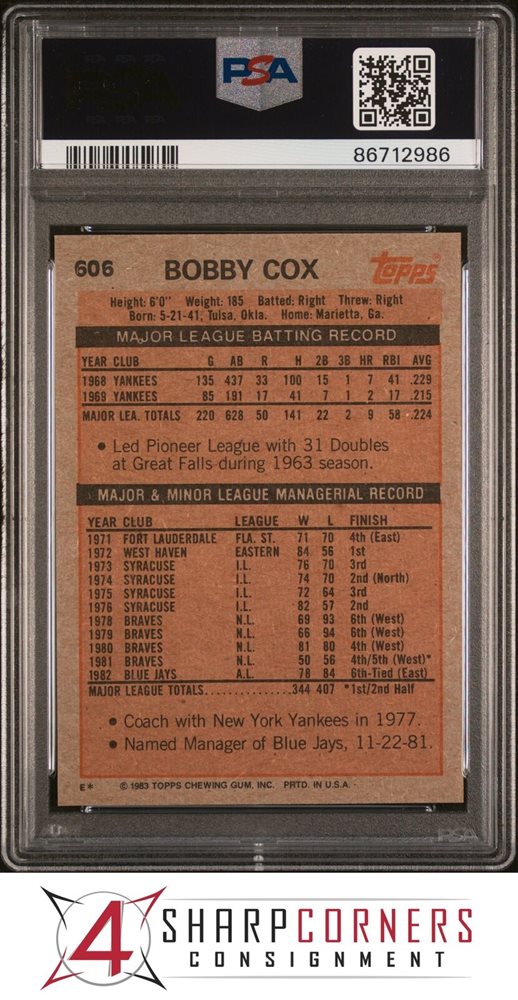 PSA
86712986
606 BOBBY COX Topps
Height: 6'0" Weight: 185 Batted: Right Threw: Right
Born: 5-21-41, Tulsa, Okla. Home: Marietta, Ga.
MAJOR LEAGUE BATTING RECORD
YEAR CLUB G AB R H 2B 3B HR RBI AVG
1968 YANKEES 135 437 33 100 15 1 7 41 .229
1969 YANKEES 85 191 17 41 7 1 2 17 .215
MAJOR LEA. TOTALS 220 628 50 141 22 2 9 58 .224
• Led Pioneer League with 31 Doubles
at Great Falls during 1963 season.
MAJOR & MINOR LEAGUE MANAGERIAL RECORD
YEAR CLUB LEAGUE W L FINISH
1971 FORT LAUDERDALE FLA. ST. 71 70 4th (East)
1972 WEST HAVEN EASTERN 84 56 1st
1973 SYRACUSE I.L. 76 70 3rd
1974 SYRACUSE I.L. 74 70 2nd (North)
1975 SYRACUSE I.L. 72 64 3rd
1976 SYRACUSE I.L. 82 57 2nd
1978 BRAVES N.L. 69 93 6th (West)
1979 BRAVES N.L. 66 94 6th (West)
1980 BRAVES N.L. 81 80 4th (West)
1981 BRAVES N.L. 50 56 4th/5th (West)*
1982 BLUE JAYS A.L. 78 84 6th-Tied (East)
MAJOR LEAGUE TOTALS..............344 407 *1st/2nd Half
• Coach with New York Yankees in 1977.
• Named Manager of Blue Jays, 11-22-81.
E* © 1983 TOPPS CHEWING GUM, INC. PRTD. IN U.S.A.
PSA
4 SHARPCORNERS
CONSIGNMENT